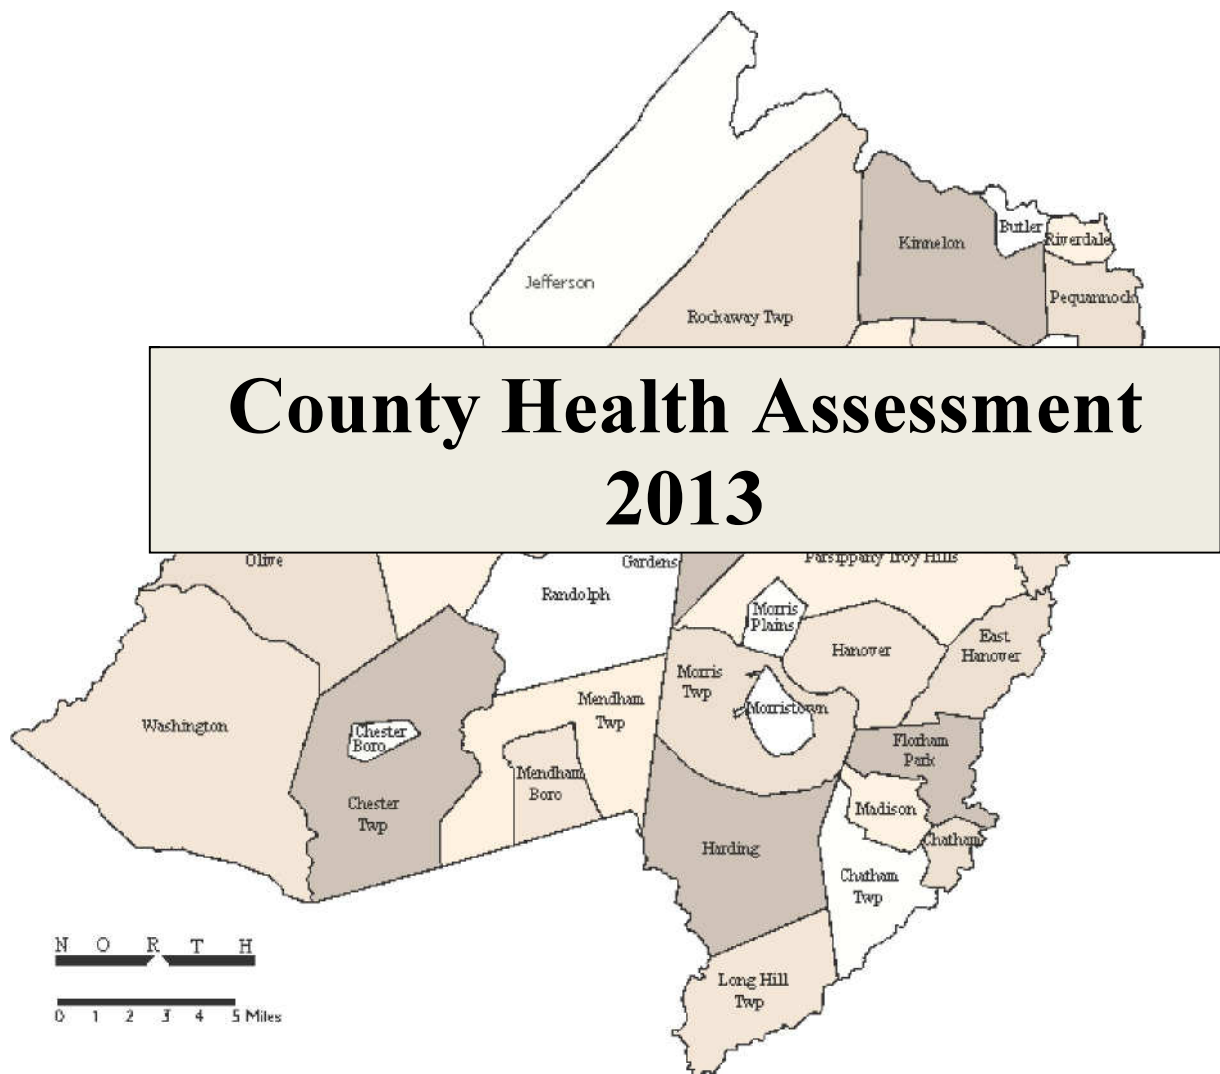 Butler
Riverdale
Kinnelon
Jefferson
Pequannock
Rockaway Twp
County Health Assessment
2013
Olive
Gardens
Parsippany Troy Hills
Randolph
Morris
Plains
East
Hanover
Hanover
Morris
Twp
Mendham
Twp
Morristown
Washington
Chester
Boro
Florham
Park
Mendham
Boro
Chester
Twp
Madison
Chatham
Harding
Chatham
Twp
N O R T H
Long Hill
Twp
0 1 2 3 4 5 Miles